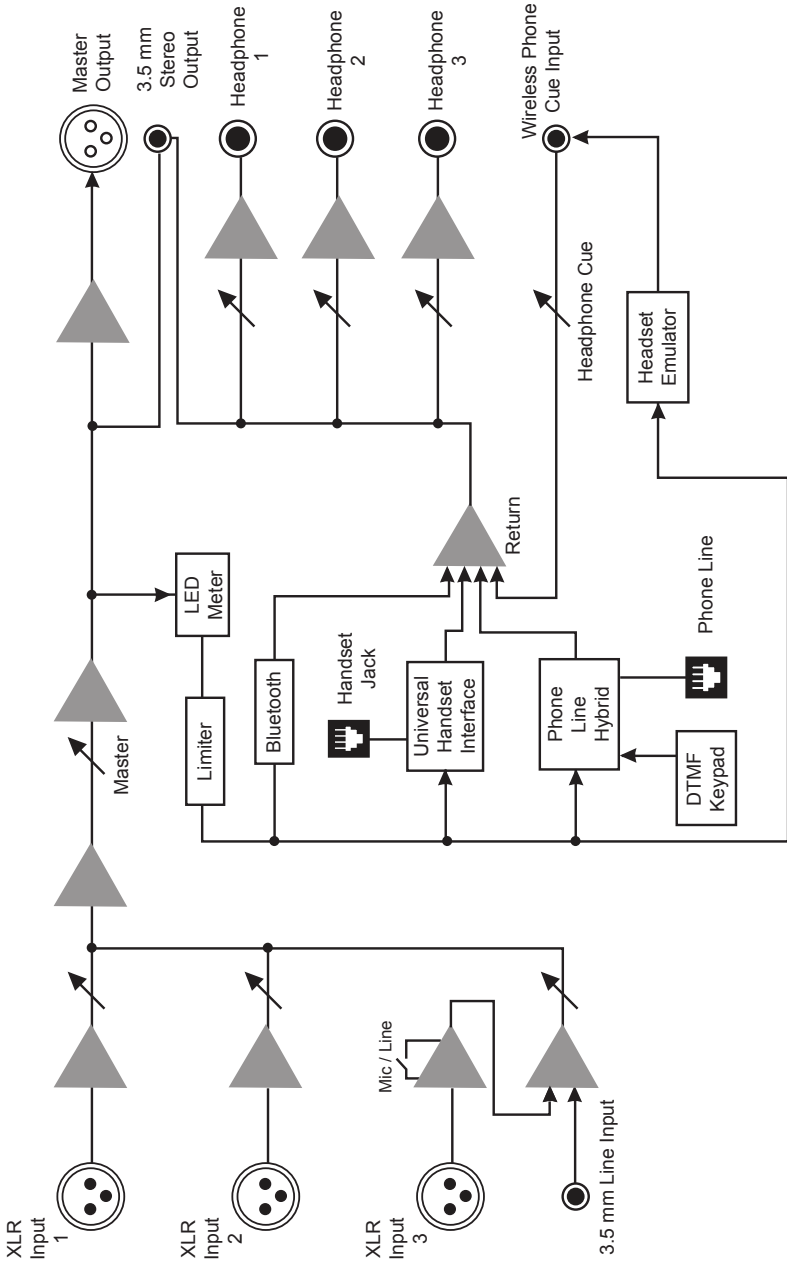 XLR
Input
1
XLR
Input
2
XLR
Input
3
3.5 mm Line Input
Mic / Line
Master
Limiter
LED
Meter
Bluetooth
Handset
Jack
Universal
Handset
Interface
Phone
Line
Hybrid
DTMF
Keypad
Phone Line
Return
Master
Output
3.5 mm
Stereo
Output
Headphone
1
Headphone
2
Headphone
3
Wireless Phone
Cue Input
Headphone Cue
Headset
Emulator